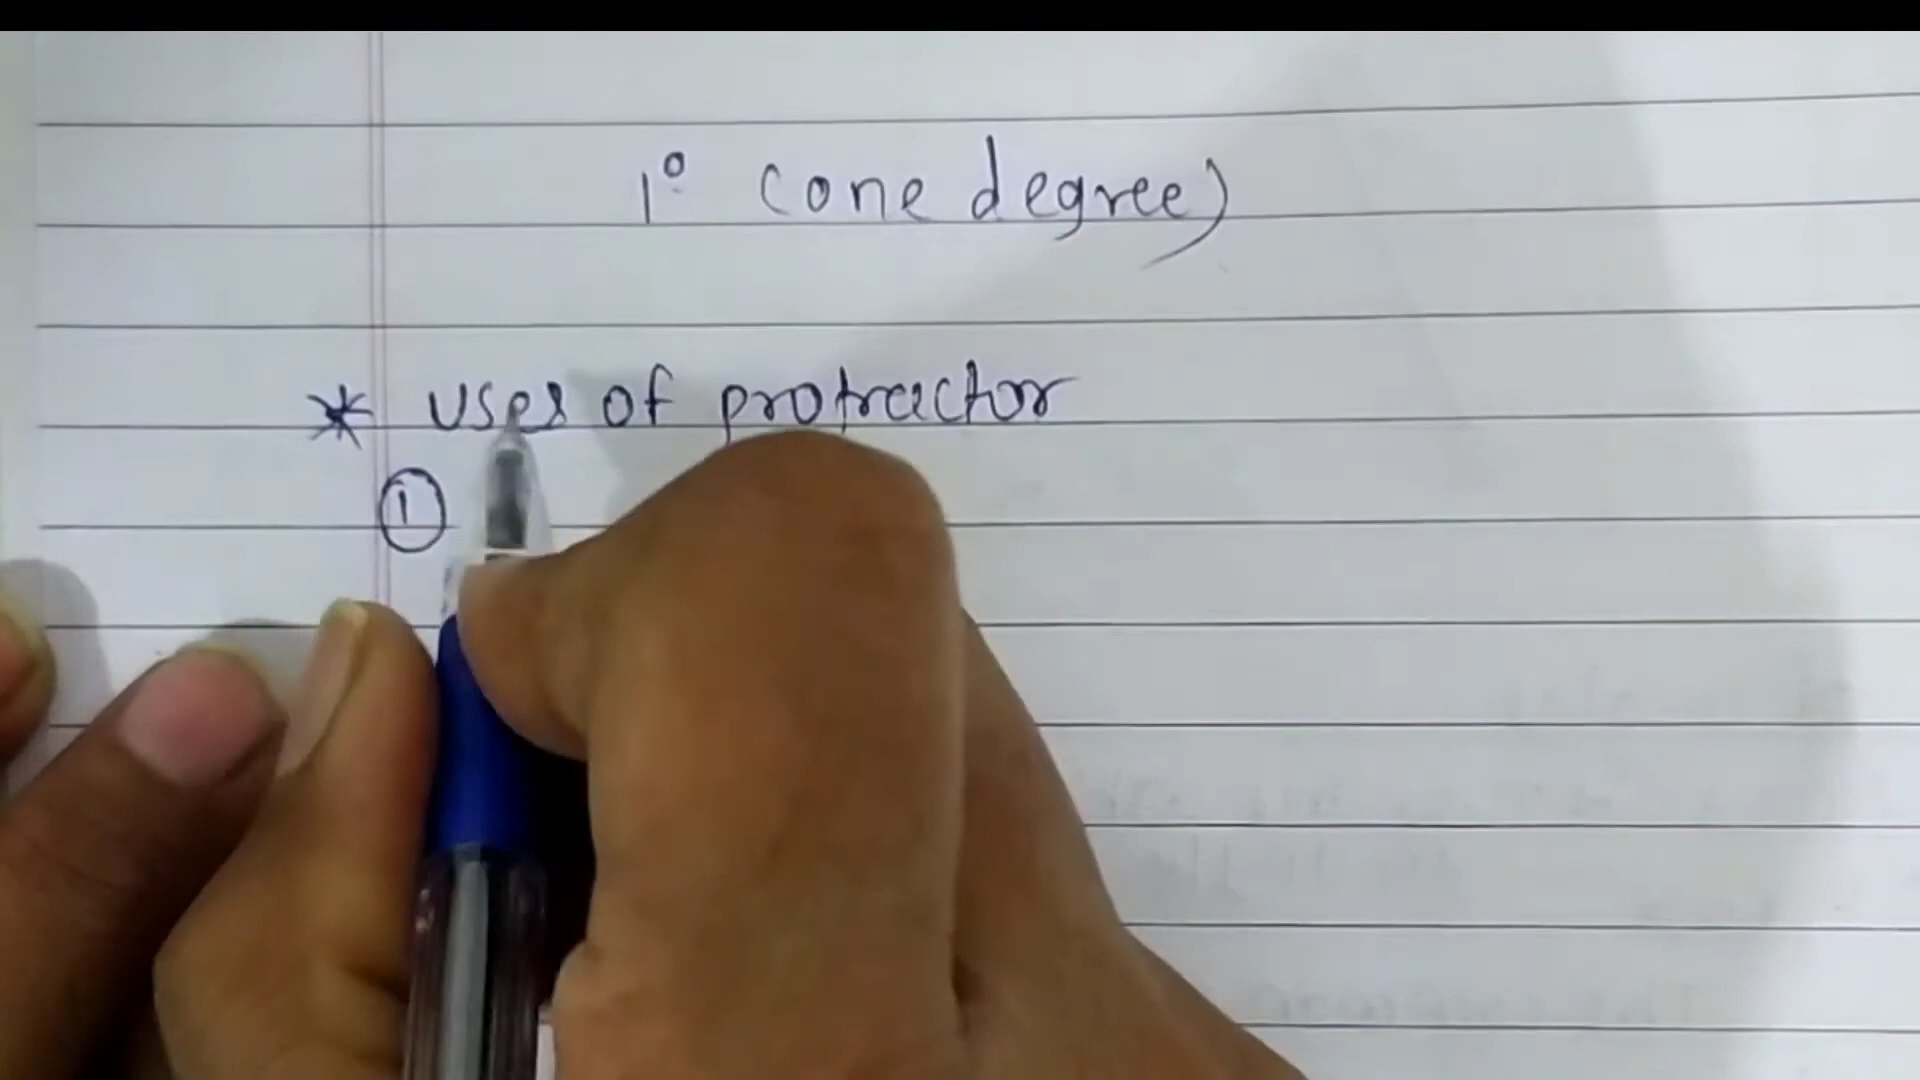 1° (one degree)
* uses of protractor
①